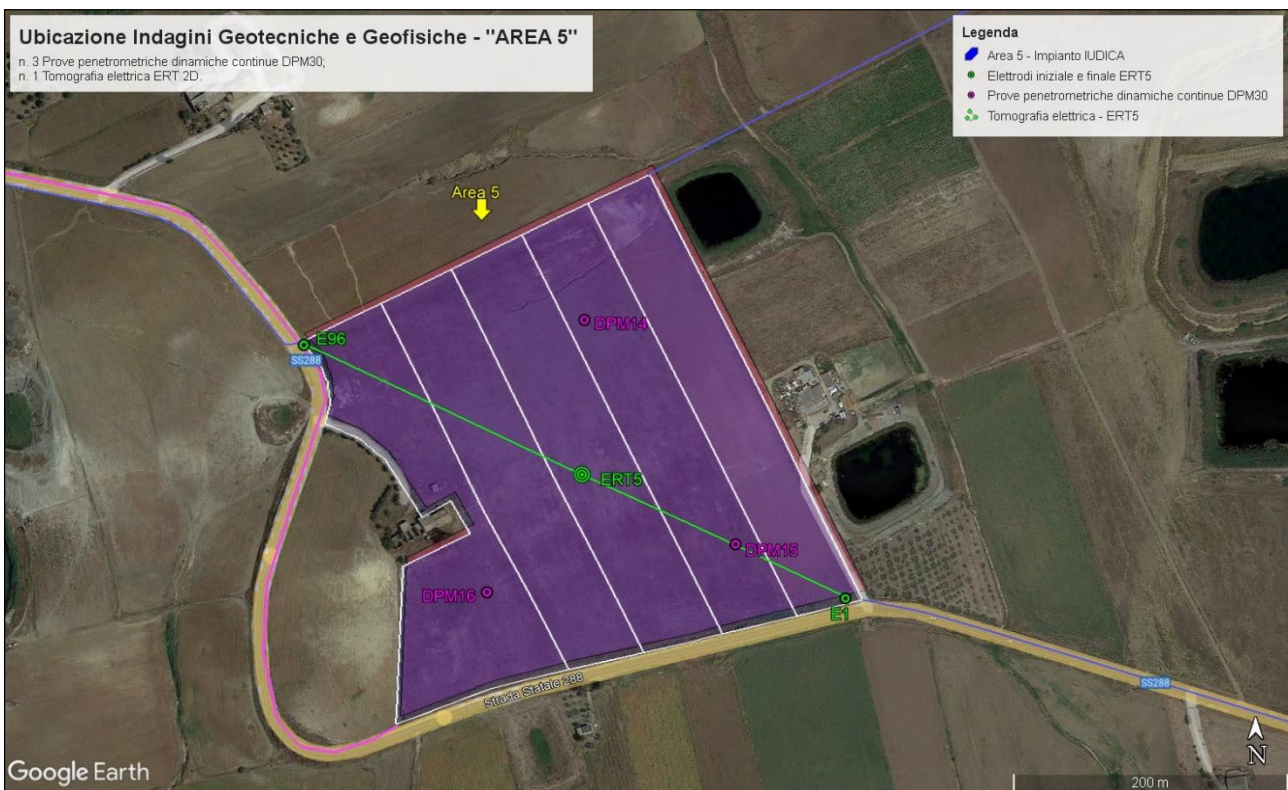 Ubicazione Indagini Geotecniche e Geofisiche - "AREA 5"
n. 3 Prove penetrometriche dinamiche continue DPM30;
n. 1 Tomografia elettrica ERT 2D.
Legenda
Area 5 - Impianto IUDICA
Elettrodi iniziale e finale ERT5
Prove penetrometriche dinamiche continue DPM30
Tomografia elettrica - ERT5
Area 5
DPM14
E96
SS288
ERT5
DPM15
DPM16
E1
Strada Statale 288
SS288
N
Google Earth
200 m